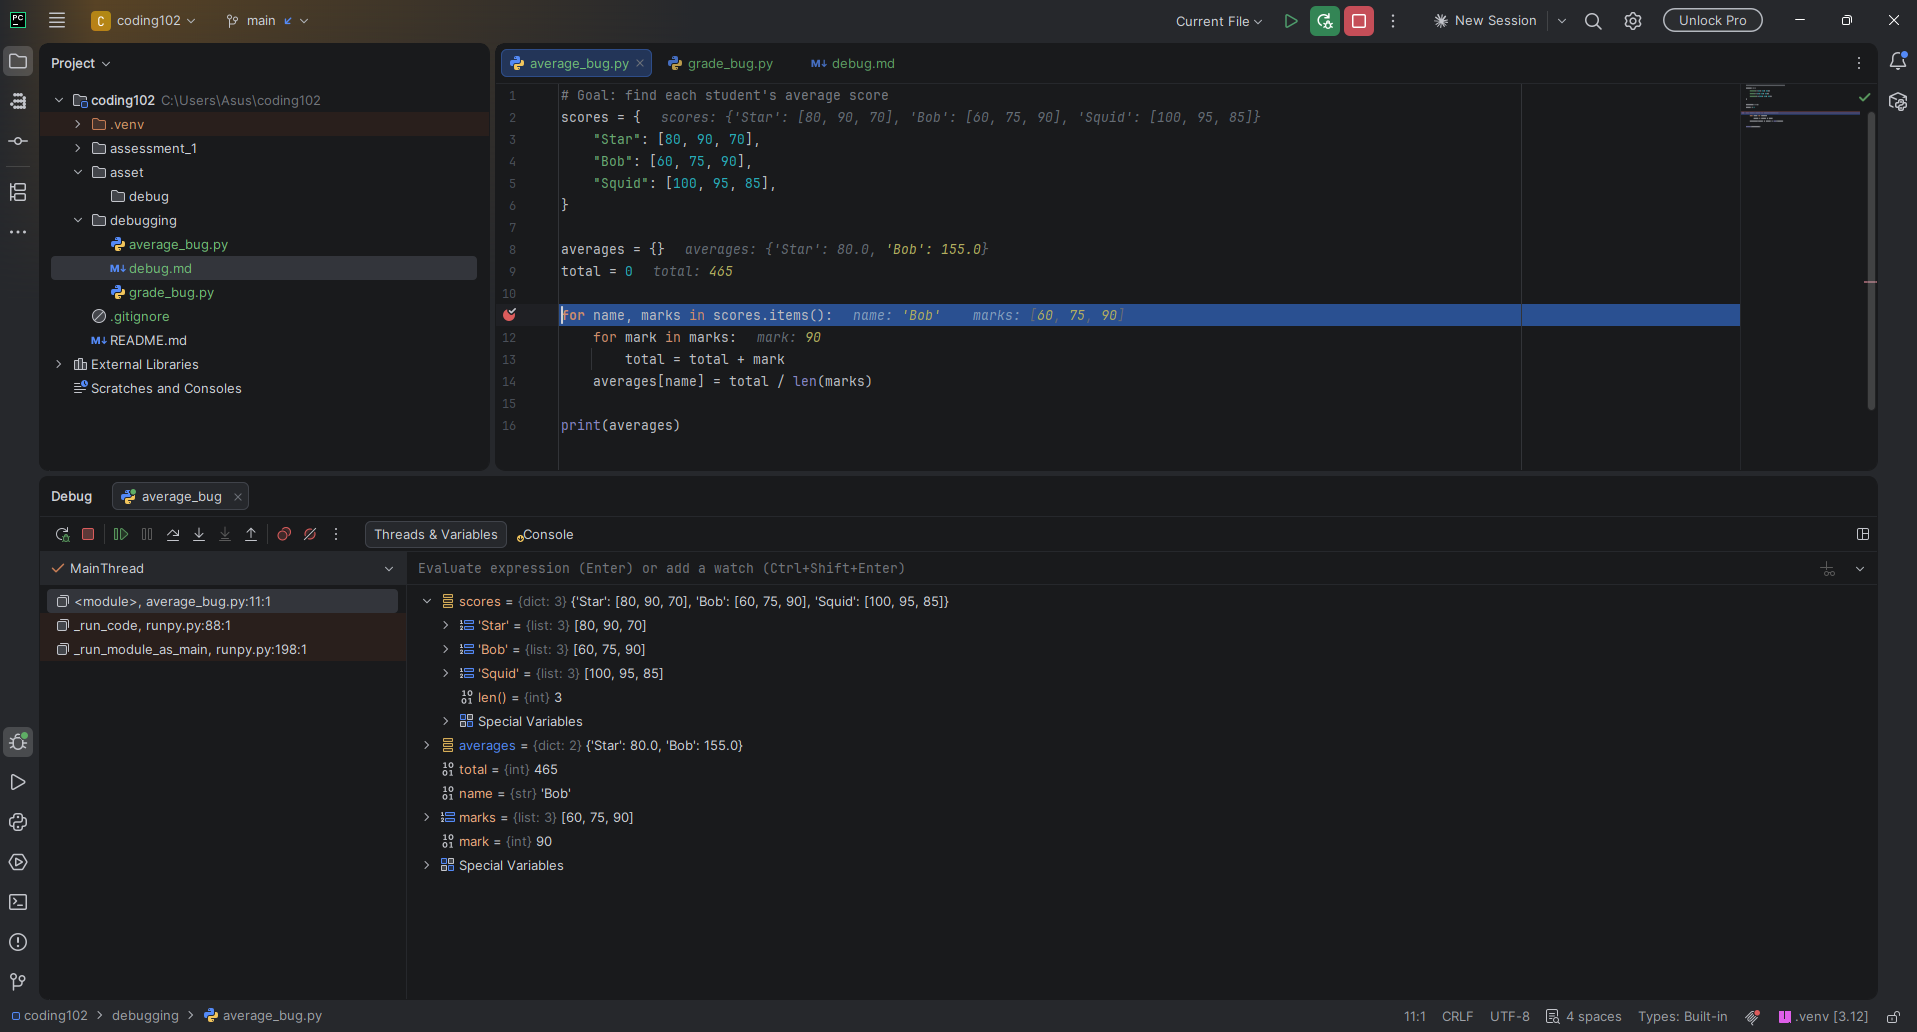 PC
C coding102
main
Current File
New Session
Unlock Pro
Project
average_bug.py
grade_bug.py
M↓ debug.md
coding102 C:\Users\Asus\coding102
.venv
assessment_1
asset
debug
debugging
average_bug.py
M↓ debug.md
grade_bug.py
.gitignore
M↓ README.md
External Libraries
Scratches and Consoles
1 # Goal: find each student's average score
2 scores = { scores: {'Star': [80, 90, 70], 'Bob': [60, 75, 90], 'Squid': [100, 95, 85]}
3 "Star": [80, 90, 70],
4 "Bob": [60, 75, 90],
5 "Squid": [100, 95, 85],
6 }
7
8 averages = {} averages: {'Star': 80.0, 'Bob': 155.0}
9 total = 0 total: 465
10
for name, marks in scores.items(): name: 'Bob' marks: [60, 75, 90]
12 for mark in marks: mark: 90
13 total = total + mark
14 averages[name] = total / len(marks)
15
16 print(averages)
Debug
average_bug
Threads & Variables
Console
MainThread
Evaluate expression (Enter) or add a watch (Ctrl+Shift+Enter)
<module>, average_bug.py:11:1
_run_code, runpy.py:88:1
_run_module_as_main, runpy.py:198:1
scores = {dict: 3} {'Star': [80, 90, 70], 'Bob': [60, 75, 90], 'Squid': [100, 95, 85]}
'Star' = {list: 3} [80, 90, 70]
'Bob' = {list: 3} [60, 75, 90]
'Squid' = {list: 3} [100, 95, 85]
len() = {int} 3
Special Variables
averages = {dict: 2} {'Star': 80.0, 'Bob': 155.0}
total = {int} 465
name = {str} 'Bob'
marks = {list: 3} [60, 75, 90]
mark = {int} 90
Special Variables
coding102 > debugging > average_bug.py
11:1
CRLF
UTF-8
4 spaces
Types: Built-in
.venv [3.12]